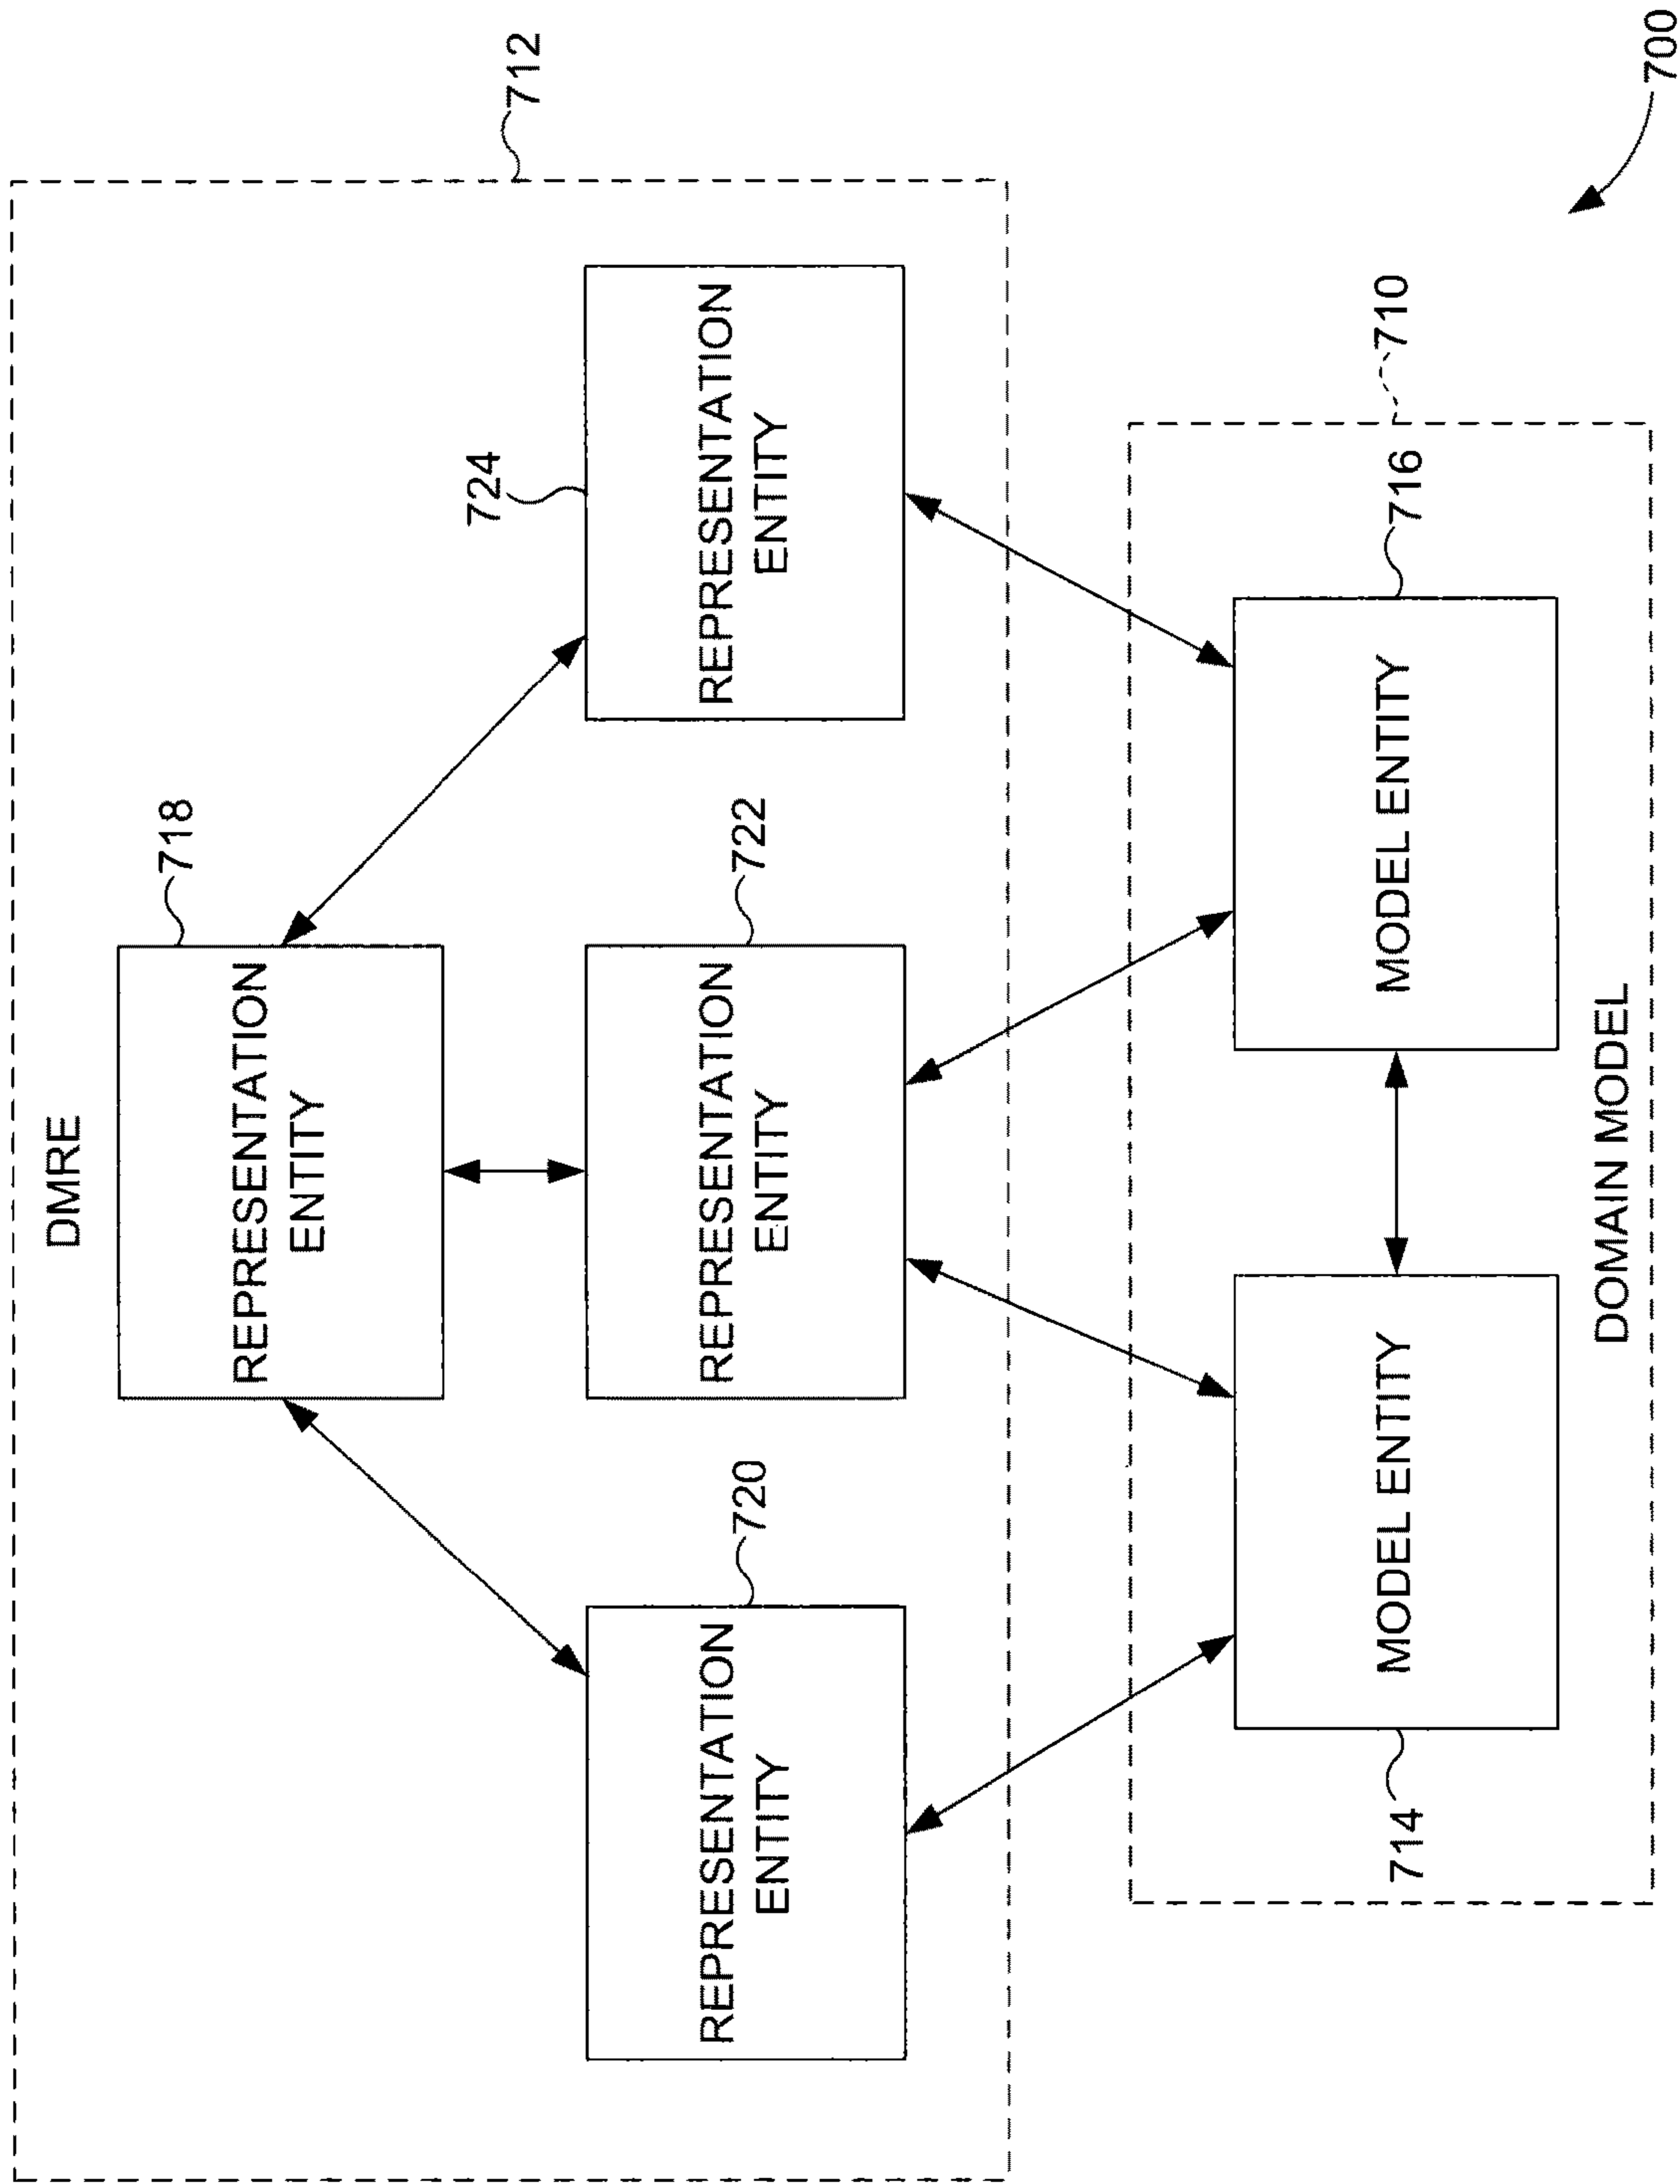 DMRE
712
718
REPRESENTATION
ENTITY
720
REPRESENTATION
ENTITY
722
REPRESENTATION
ENTITY
724
REPRESENTATION
ENTITY
714
MODEL ENTITY
716
MODEL ENTITY
710
DOMAIN MODEL
700